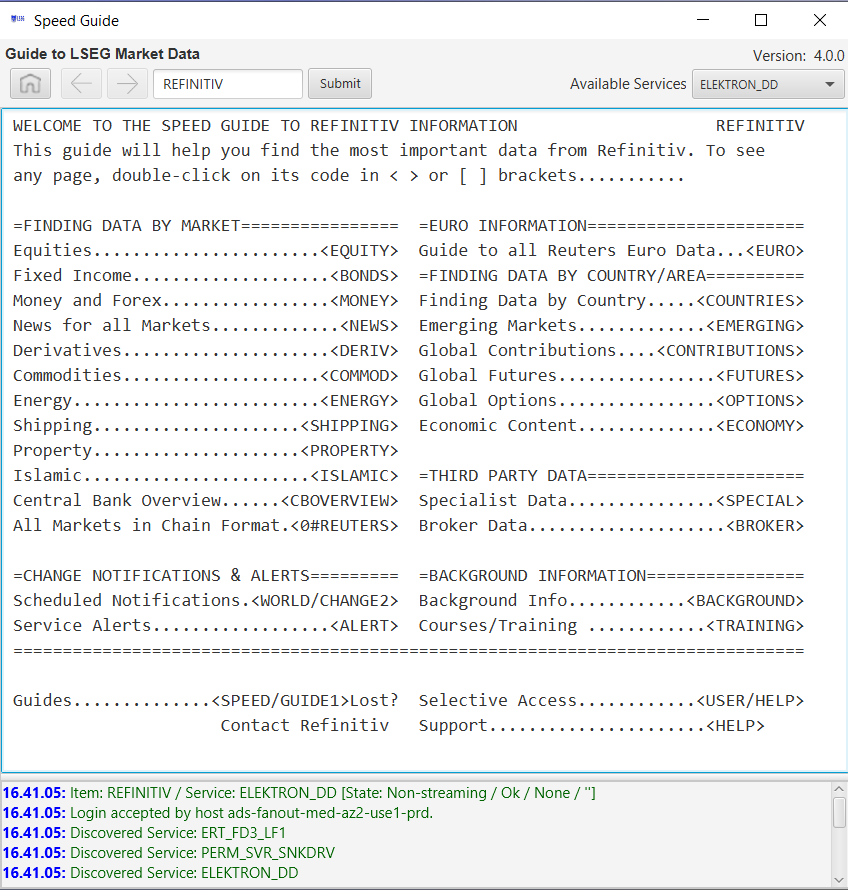 Speed Guide
Guide to LSEG Market Data
Version: 4.0.0
REFINITIV Submit Available Services ELEKTRON_DD
WELCOME TO THE SPEED GUIDE TO REFINITIV INFORMATION                    REFINITIV
This guide will help you find the most important data from Refinitiv. To see
any page, double-click on its code in < > or [ ] brackets...........
=FINDING DATA BY MARKET================  =EURO INFORMATION======================
Equities.......................<EQUITY>  Guide to all Reuters Euro Data...<EURO>
Fixed Income....................<BONDS>  =FINDING DATA BY COUNTRY/AREA==========
Money and Forex.................<MONEY>  Finding Data by Country.....<COUNTRIES>
News for all Markets.............<NEWS>  Emerging Markets.............<EMERGING>
Derivatives.....................<DERIV>  Global Contributions....<CONTRIBUTIONS>
Commodities....................<COMMOD>  Global Futures................<FUTURES>
Energy.........................<ENERGY>  Global Options................<OPTIONS>
Shipping.....................<SHIPPING>  Economic Content..............<ECONOMY>
Property.....................<PROPERTY>
Islamic.......................<ISLAMIC>  =THIRD PARTY DATA======================
Central Bank Overview......<CBOVERVIEW>  Specialist Data...............<SPECIAL>
All Markets in Chain Format.<0#REUTERS>  Broker Data....................<BROKER>
=CHANGE NOTIFICATIONS & ALERTS=========  =BACKGROUND INFORMATION================
Scheduled Notifications.<WORLD/CHANGE2>  Background Info............<BACKGROUND>
Service Alerts..................<ALERT>  Courses/Training ............<TRAINING>
================================================================================
Guides..............<SPEED/GUIDE1>Lost?  Selective Access............<USER/HELP>
                     Contact Refinitiv   Support......................<HELP>
16.41.05: Item: REFINITIV / Service: ELEKTRON_DD [State: Non-streaming / Ok / None / '']
16.41.05: Login accepted by host ads-fanout-med-az2-use1-prd.
16.41.05: Discovered Service: ERT_FD3_LF1
16.41.05: Discovered Service: PERM_SVR_SNKDRV
16.41.05: Discovered Service: ELEKTRON_DD